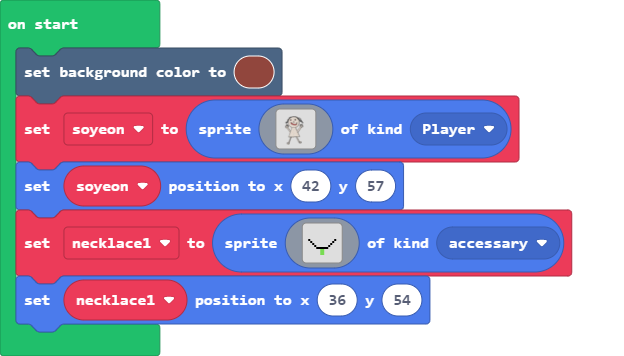 on start
set background color to
set soyeon to sprite of kind Player
set soyeon position to x 42 y 57
set necklace1 to sprite of kind accessary
set necklace1 position to x 36 y 54